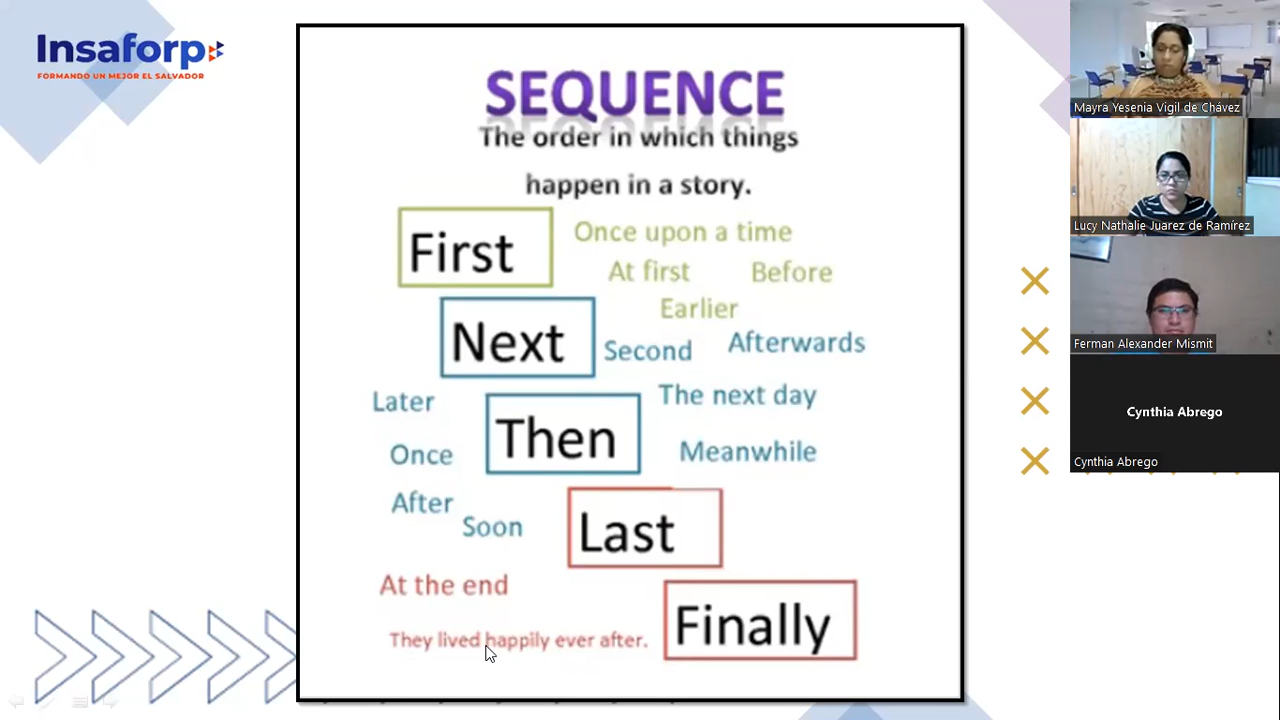 Insaforp
FORMANDO UN MEJOR EL SALVADOR
SEQUENCE
The order in which things
happen in a story.
First
Once upon a time
At first
Before
Earlier
Next
Second
Afterwards
Later
Then
The next day
Once
Meanwhile
After
Soon
Last
At the end
They lived happily ever after.
Finally
Mayra Yesenia Vigil de Chávez
Lucy Nathalie Juarez de Ramírez
Ferman Alexander Mismit
Cynthia Abrego
Cynthia Abrego